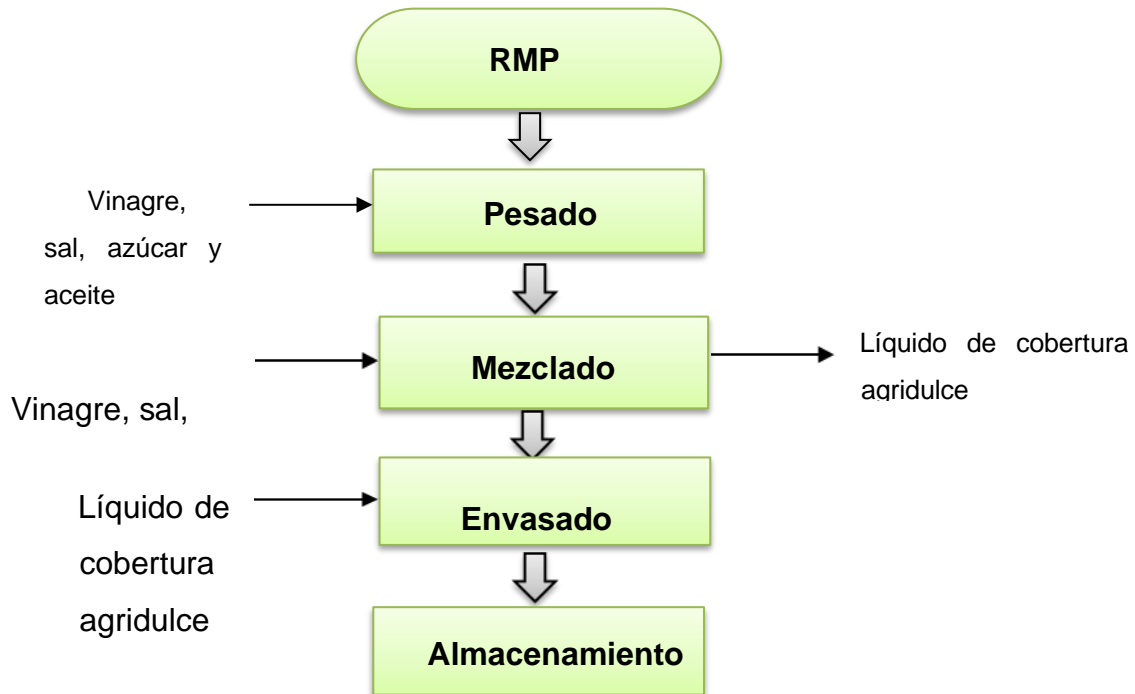 RMP
Vinagre,
sal, azúcar y
aceite
Pesado
Mezclado
Líquido de cobertura
agridulce
Vinagre, sal,
Líquido de
cobertura
agridulce
Envasado
Almacenamiento